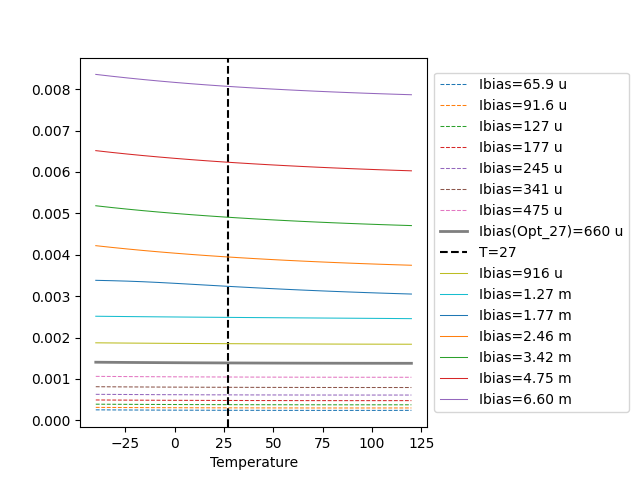 0.008
0.007
0.006
0.005
0.004
0.003
0.002
0.001
0.000
−25
0
25
50
75
100
125
Temperature
Ibias=65.9 u
Ibias=91.6 u
Ibias=127 u
Ibias=177 u
Ibias=245 u
Ibias=341 u
Ibias=475 u
Ibias(Opt_27)=660 u
T=27
Ibias=916 u
Ibias=1.27 m
Ibias=1.77 m
Ibias=2.46 m
Ibias=3.42 m
Ibias=4.75 m
Ibias=6.60 m